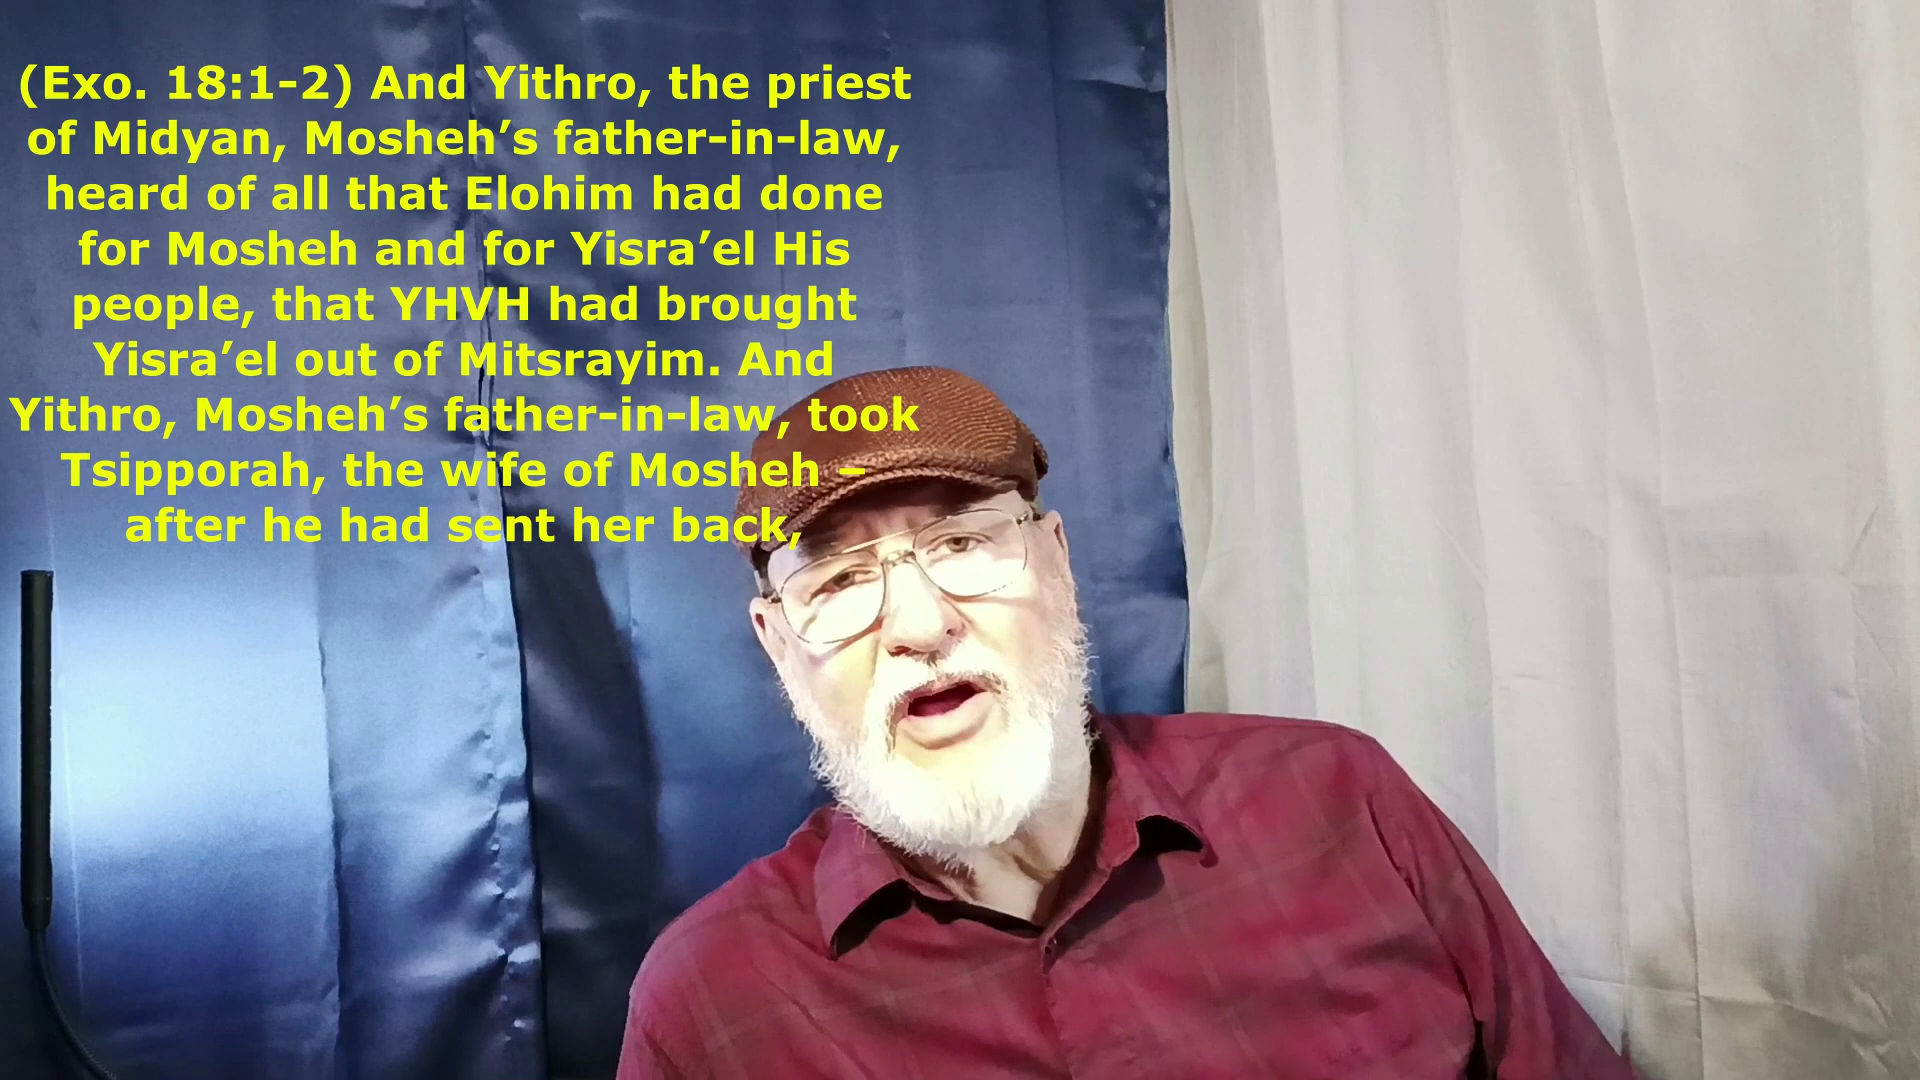 (Exo. 18:1-2) And Yithro, the priest
of Midyan, Mosheh’s father-in-law,
heard of all that Elohim had done
for Mosheh and for Yisra’el His
people, that YHVH had brought
Yisra’el out of Mitsrayim. And
Yithro, Mosheh’s father-in-law, took
Tsipporah, the wife of Mosheh –
after he had sent her back,